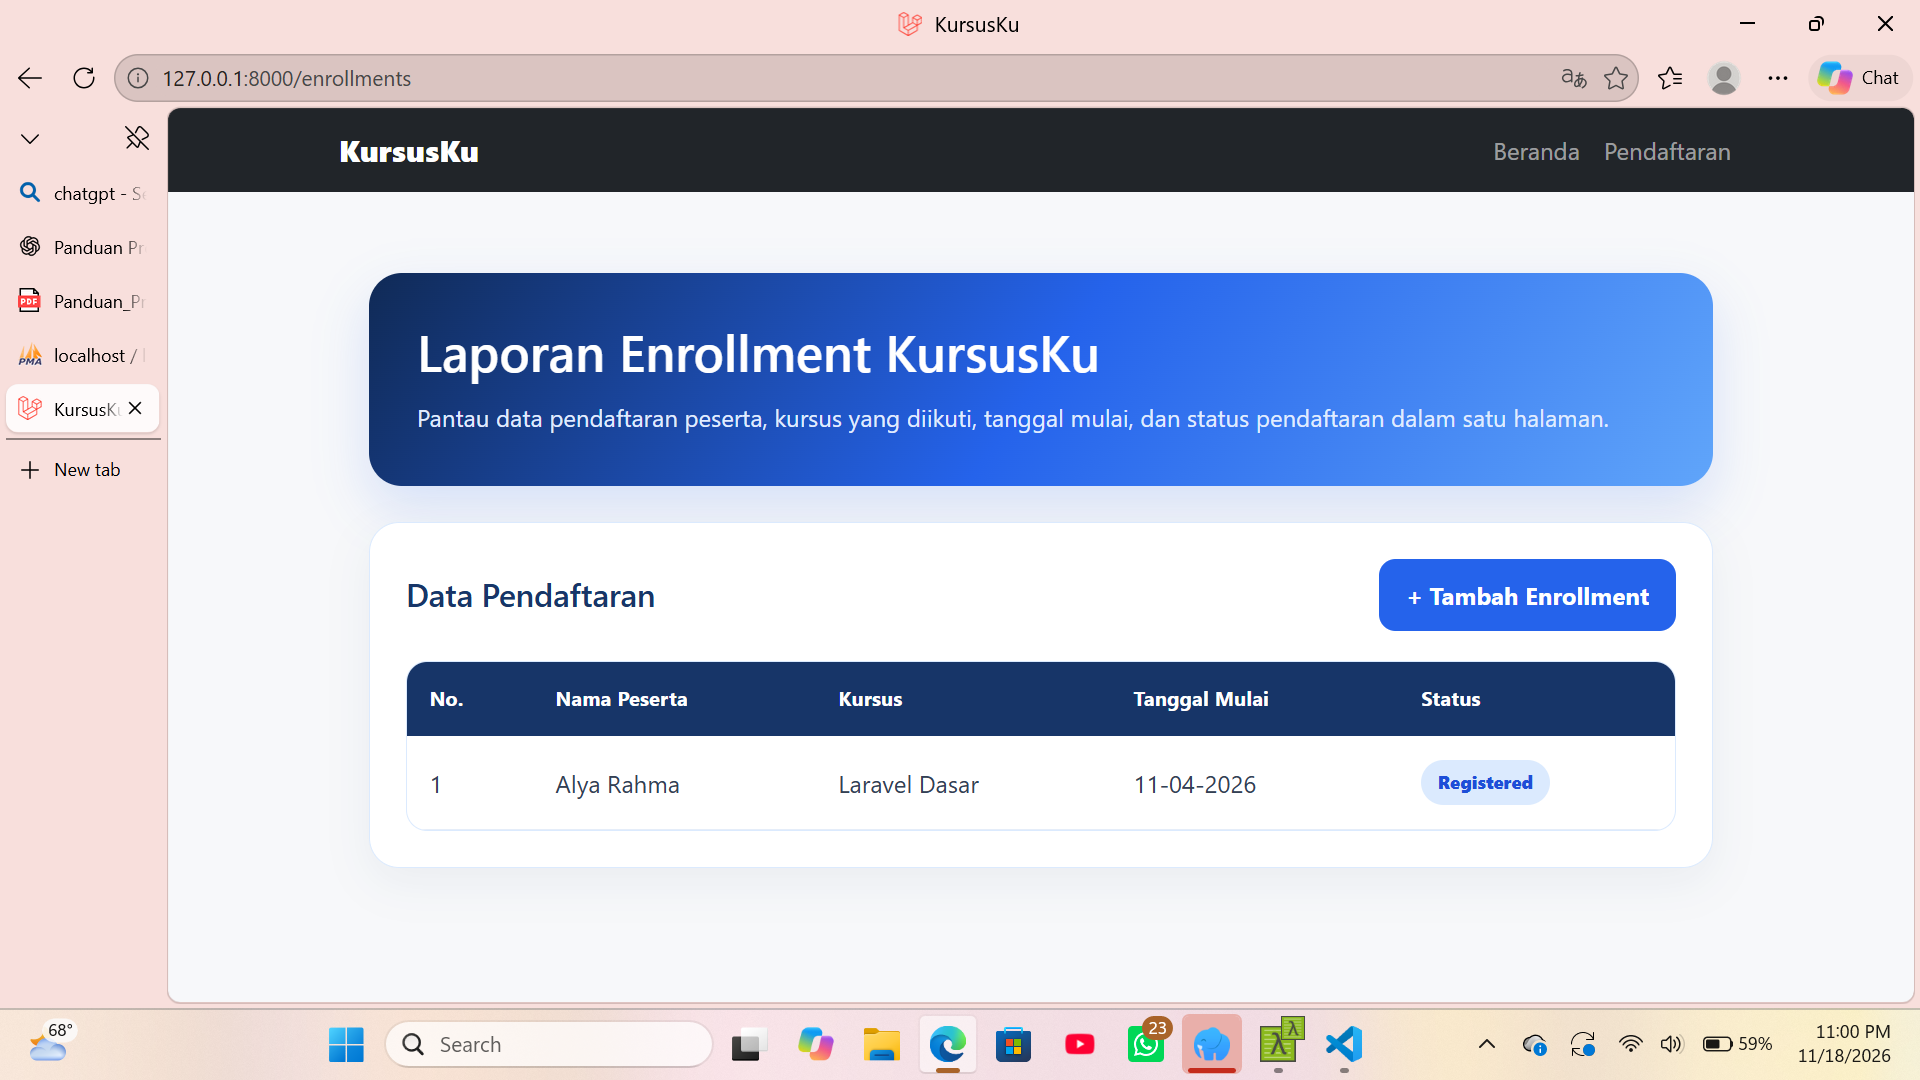 KursusKu
127.0.0.1:8000/enrollments
Chat
chatgpt - Se
Panduan Pr
Panduan_Pr
PMA
localhost /
KursusKu
New tab
KursusKu
Beranda
Pendaftaran
Laporan Enrollment KursusKu
Pantau data pendaftaran peserta, kursus yang diikuti, tanggal mulai, dan status pendaftaran dalam satu halaman.
Data Pendaftaran
+ Tambah Enrollment
No. Nama Peserta Kursus Tanggal Mulai Status
1 Alya Rahma Laravel Dasar 11-04-2026 Registered
68°
Search
23
59%
11:00 PM
11/18/2026